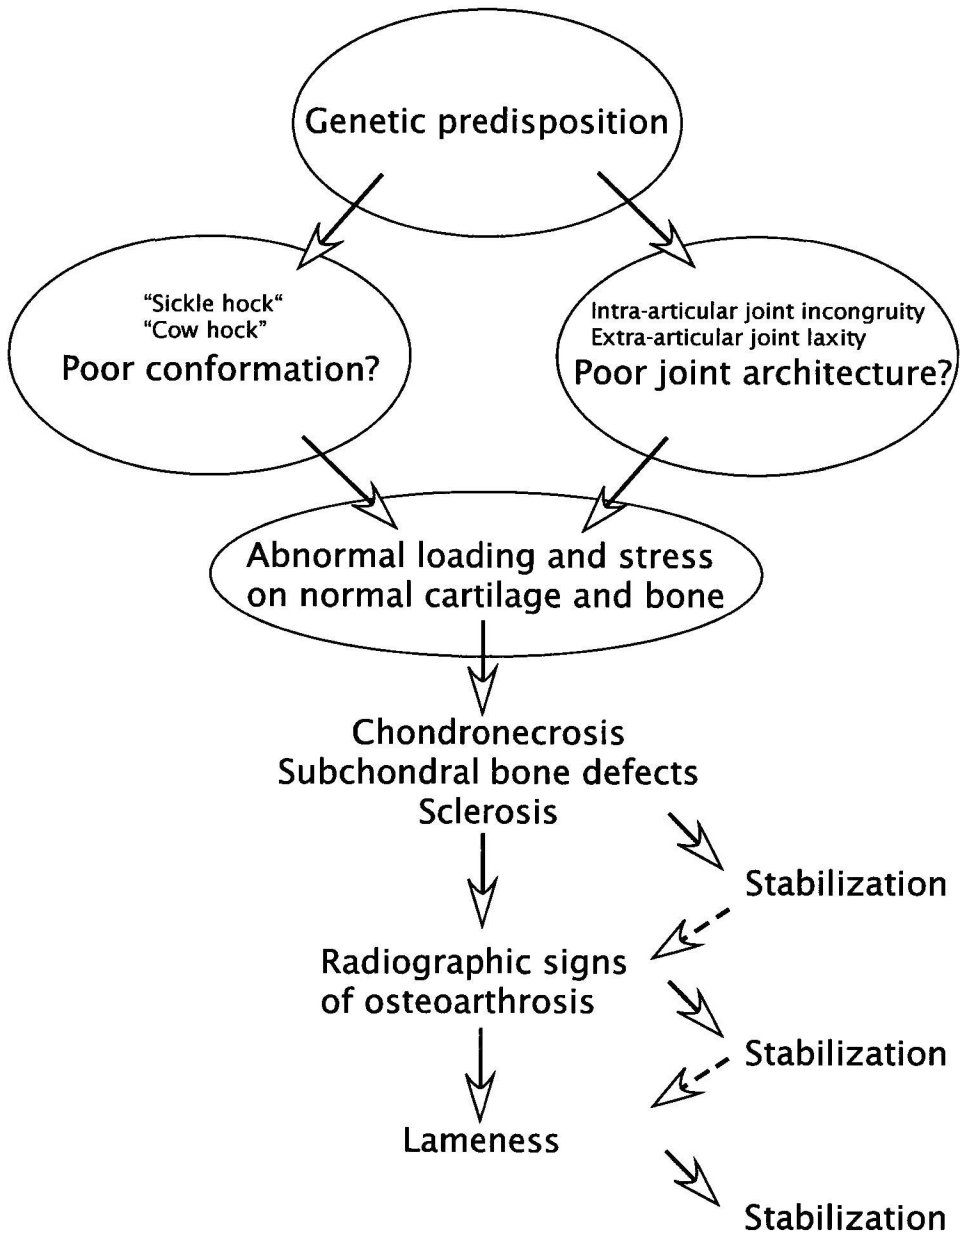 Genetic predisposition
“Sickle hock“
“Cow hock”
Poor conformation?
Intra-articular joint incongruity
Extra-articular joint laxity
Poor joint architecture?
Abnormal loading and stress
on normal cartilage and bone
Chondronecrosis
Subchondral bone defects
Sclerosis
Stabilization
Radiographic signs
of osteoarthrosis
Stabilization
Lameness
Stabilization